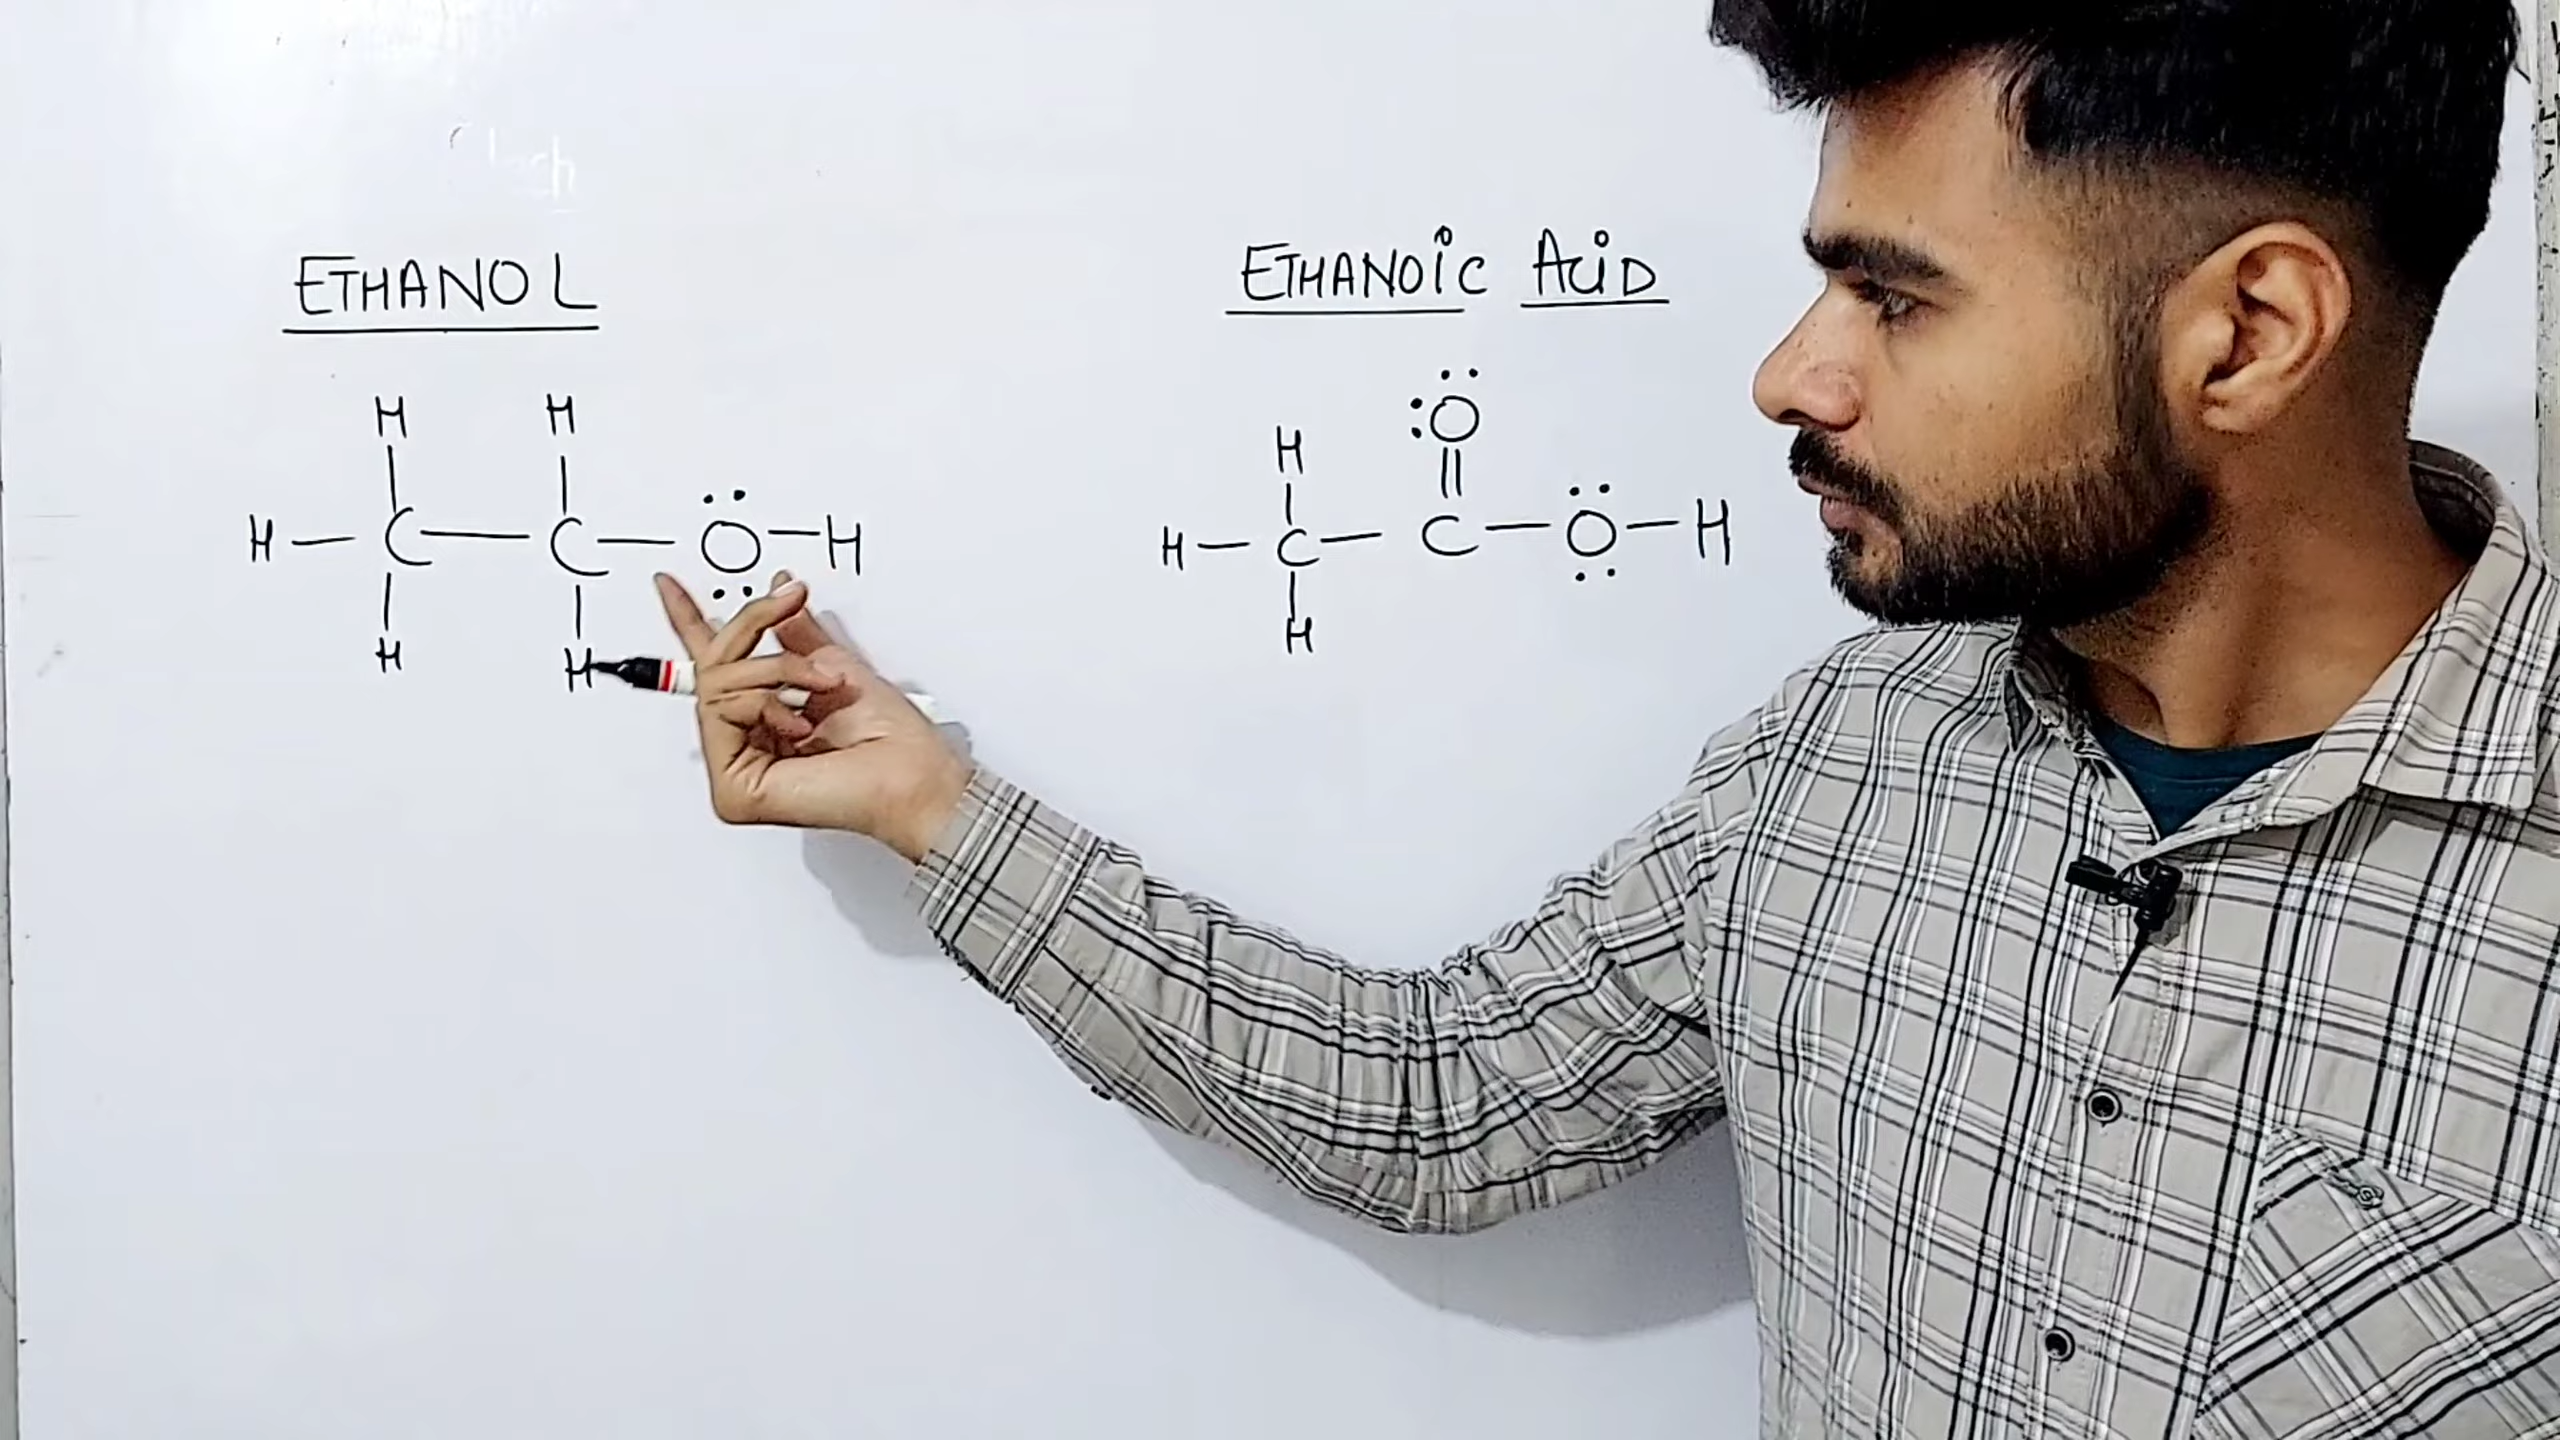 ETHANOL
H H
H — C — C — O — H
H H
ETHANOIC ACID
:O
H ||
H — C — C — O — H
H